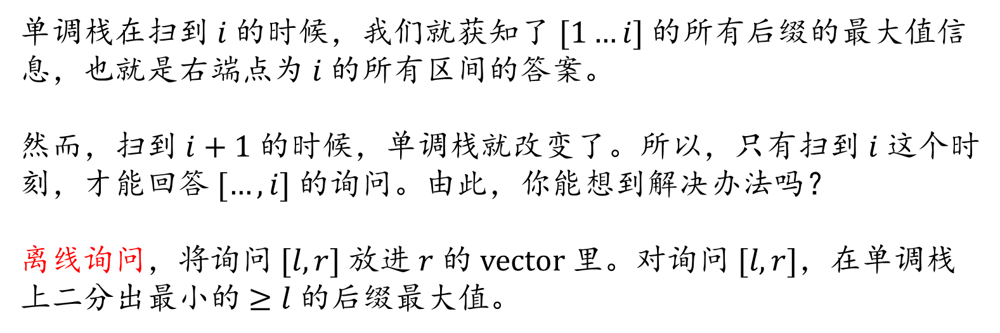 单调栈在扫到 i 的时候，我们就获知了 [1 … i] 的所有后缀的最大值信
息，也就是右端点为 i 的所有区间的答案。
然而，扫到 i + 1 的时候，单调栈就改变了。所以，只有扫到 i 这个时
刻，才能回答 […, i] 的询问。由此，你能想到解决办法吗？
离线询问，将询问 [l, r] 放进 r 的 vector 里。对询问 [l, r]，在单调栈
上二分出最小的 ≥ l 的后缀最大值。